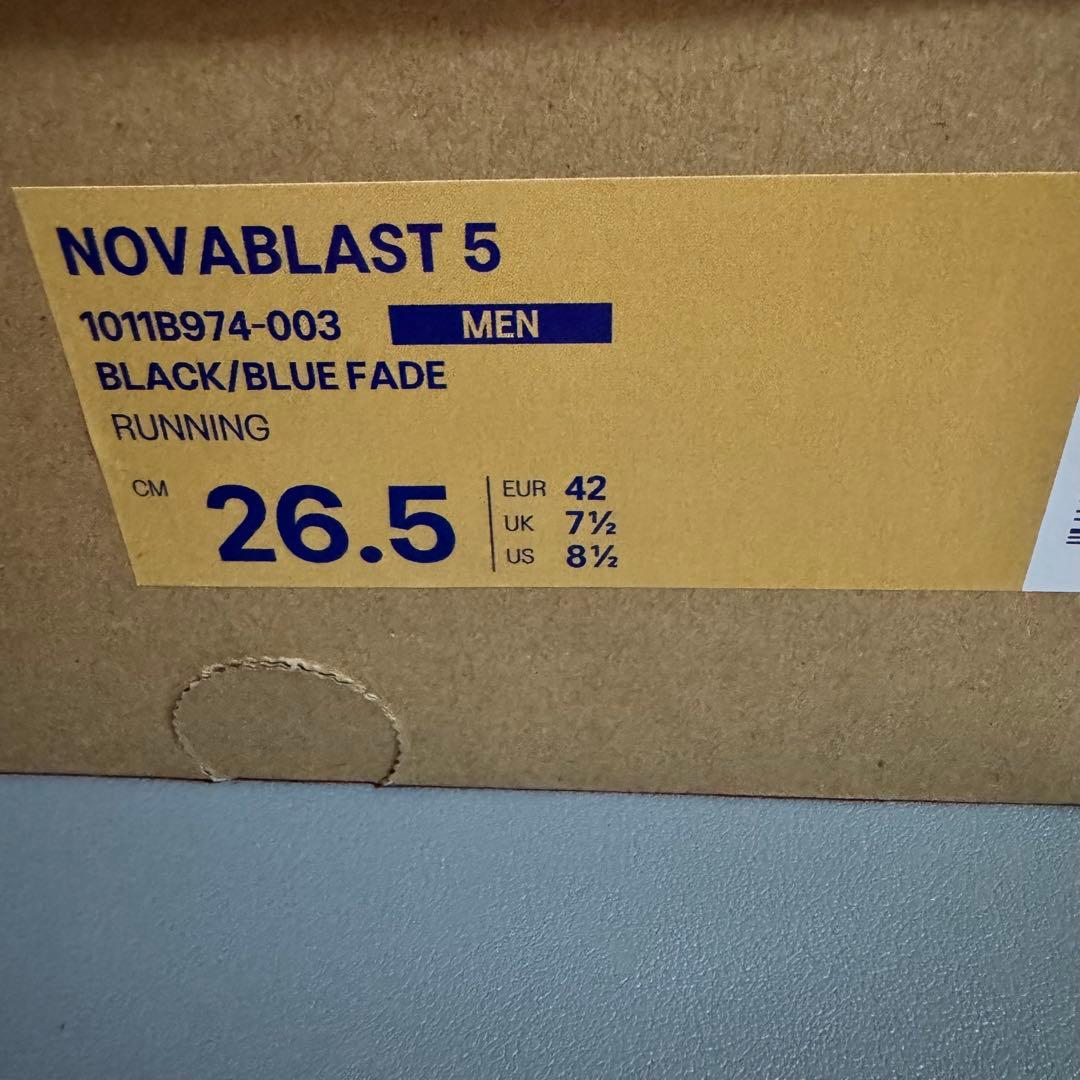 NOVABLAST 5
1011B974-003 MEN
BLACK/BLUE FADE
RUNNING
CM 26.5
EUR 42
UK 7½
US 8½